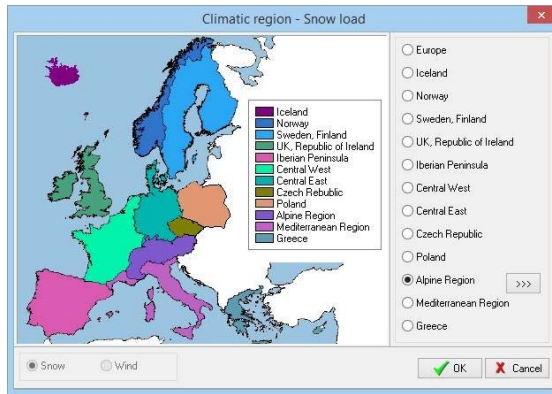 Climatic region - Snow load
Iceland
Norway
Sweden, Finland
UK, Republic of Ireland
Iberian Peninsula
Central West
Central East
Czech Rebublic
Poland
Alpine Region
Mediterranean Region
Greece
Europe
Iceland
Norway
Sweden, Finland
UK, Republic of Ireland
Iberian Peninsula
Central West
Central East
Czech Republic
Poland
Alpine Region >>>
Mediterranean Region
Greece
Snow Wind
OK Cancel